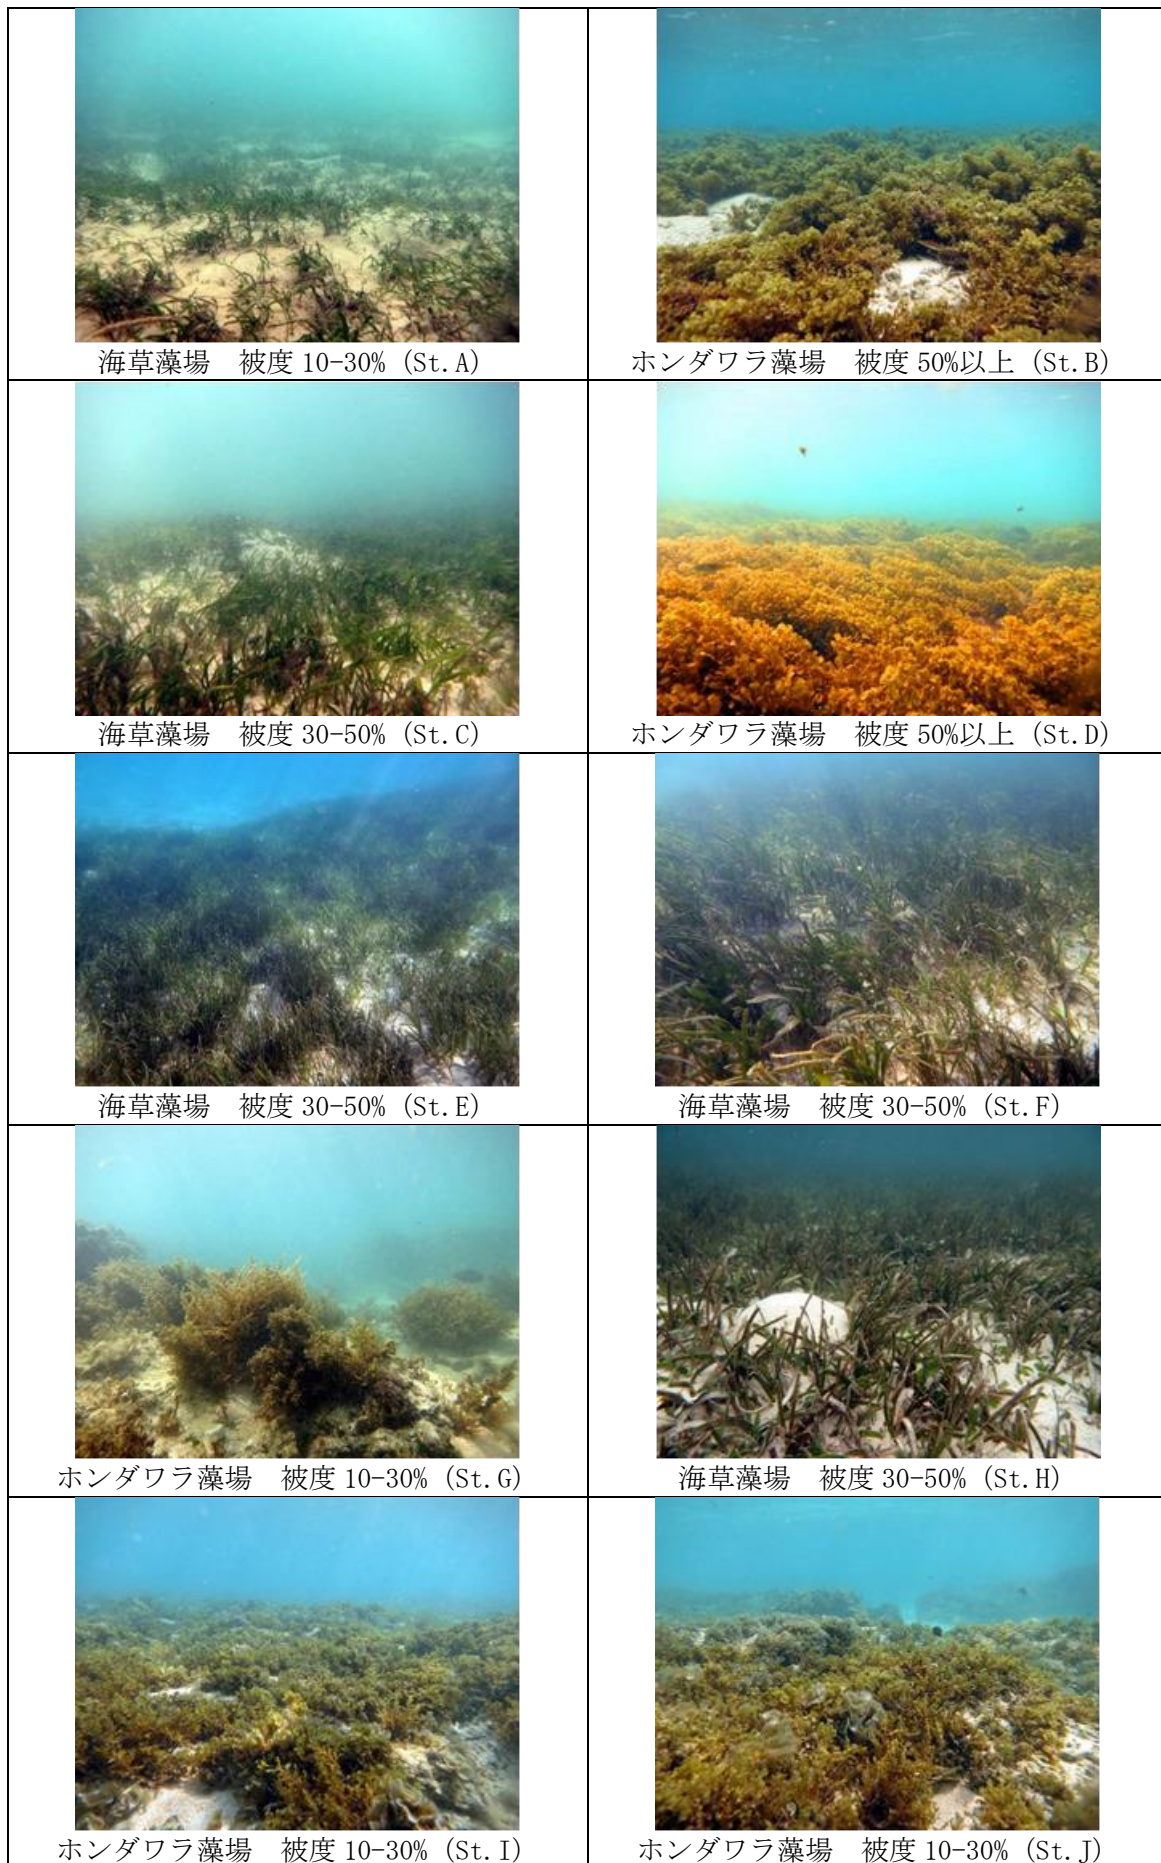 海草藻場　被度 10-30% (St.A)
ホンダワラ藻場　被度 50%以上 (St.B)
海草藻場　被度 30-50% (St.C)
ホンダワラ藻場　被度 50%以上 (St.D)
海草藻場　被度 30-50% (St.E)
海草藻場　被度 30-50% (St.F)
ホンダワラ藻場　被度 10-30% (St.G)
海草藻場　被度 30-50% (St.H)
ホンダワラ藻場　被度 10-30% (St.I)
ホンダワラ藻場　被度 10-30% (St.J)